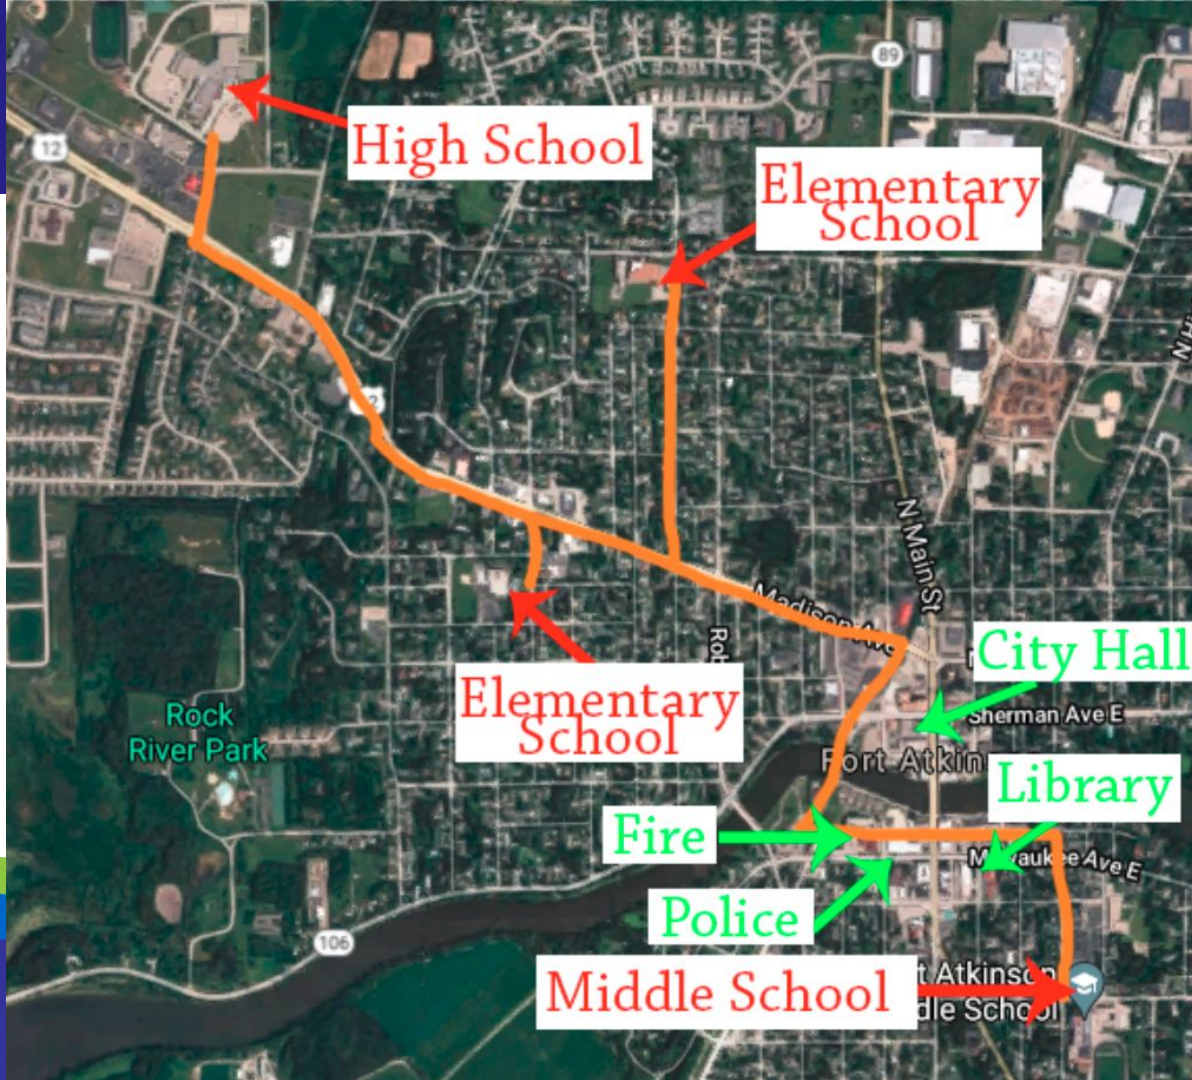 89
12
High School
Elementary
School
N Main St
Madison Ave
City Hall
Elementary
School
Sherman Ave E
Rock
River Park
Fort Atkin
Library
Fire
Milwaukee Ave E
Police
106
Middle School
t Atkinson
dle School